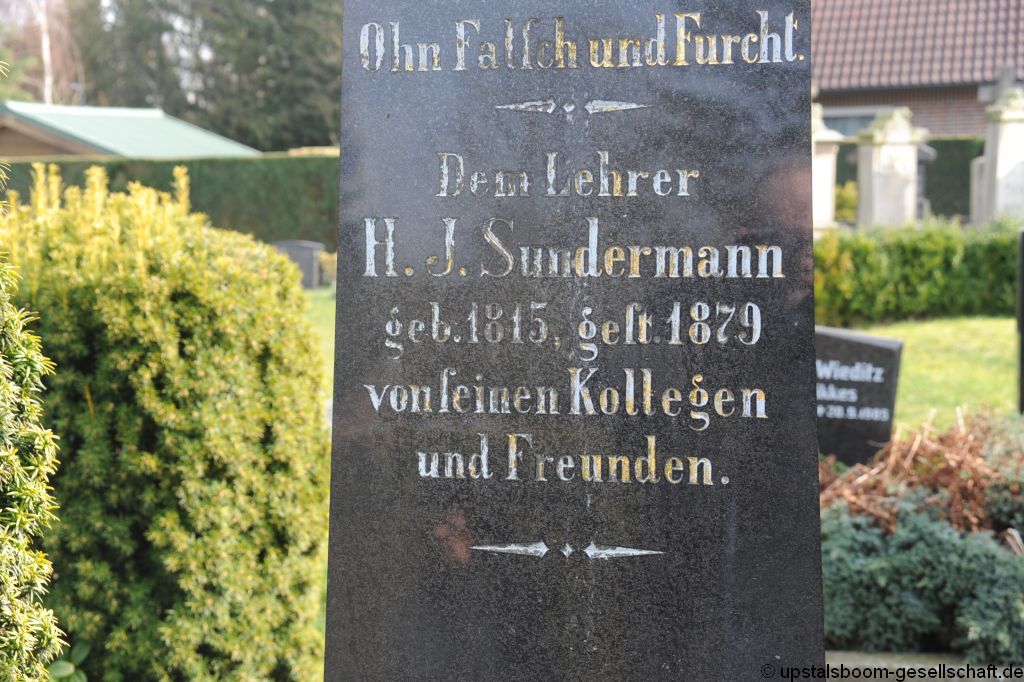 Ohn Falſch und Furcht.
Dem Lehrer
H. J. Sundermann
geb. 1815, geſt. 1879
von ſeinen Kollegen
und Freunden.
Wieditz
© upstalsboom-gesellschaft.de